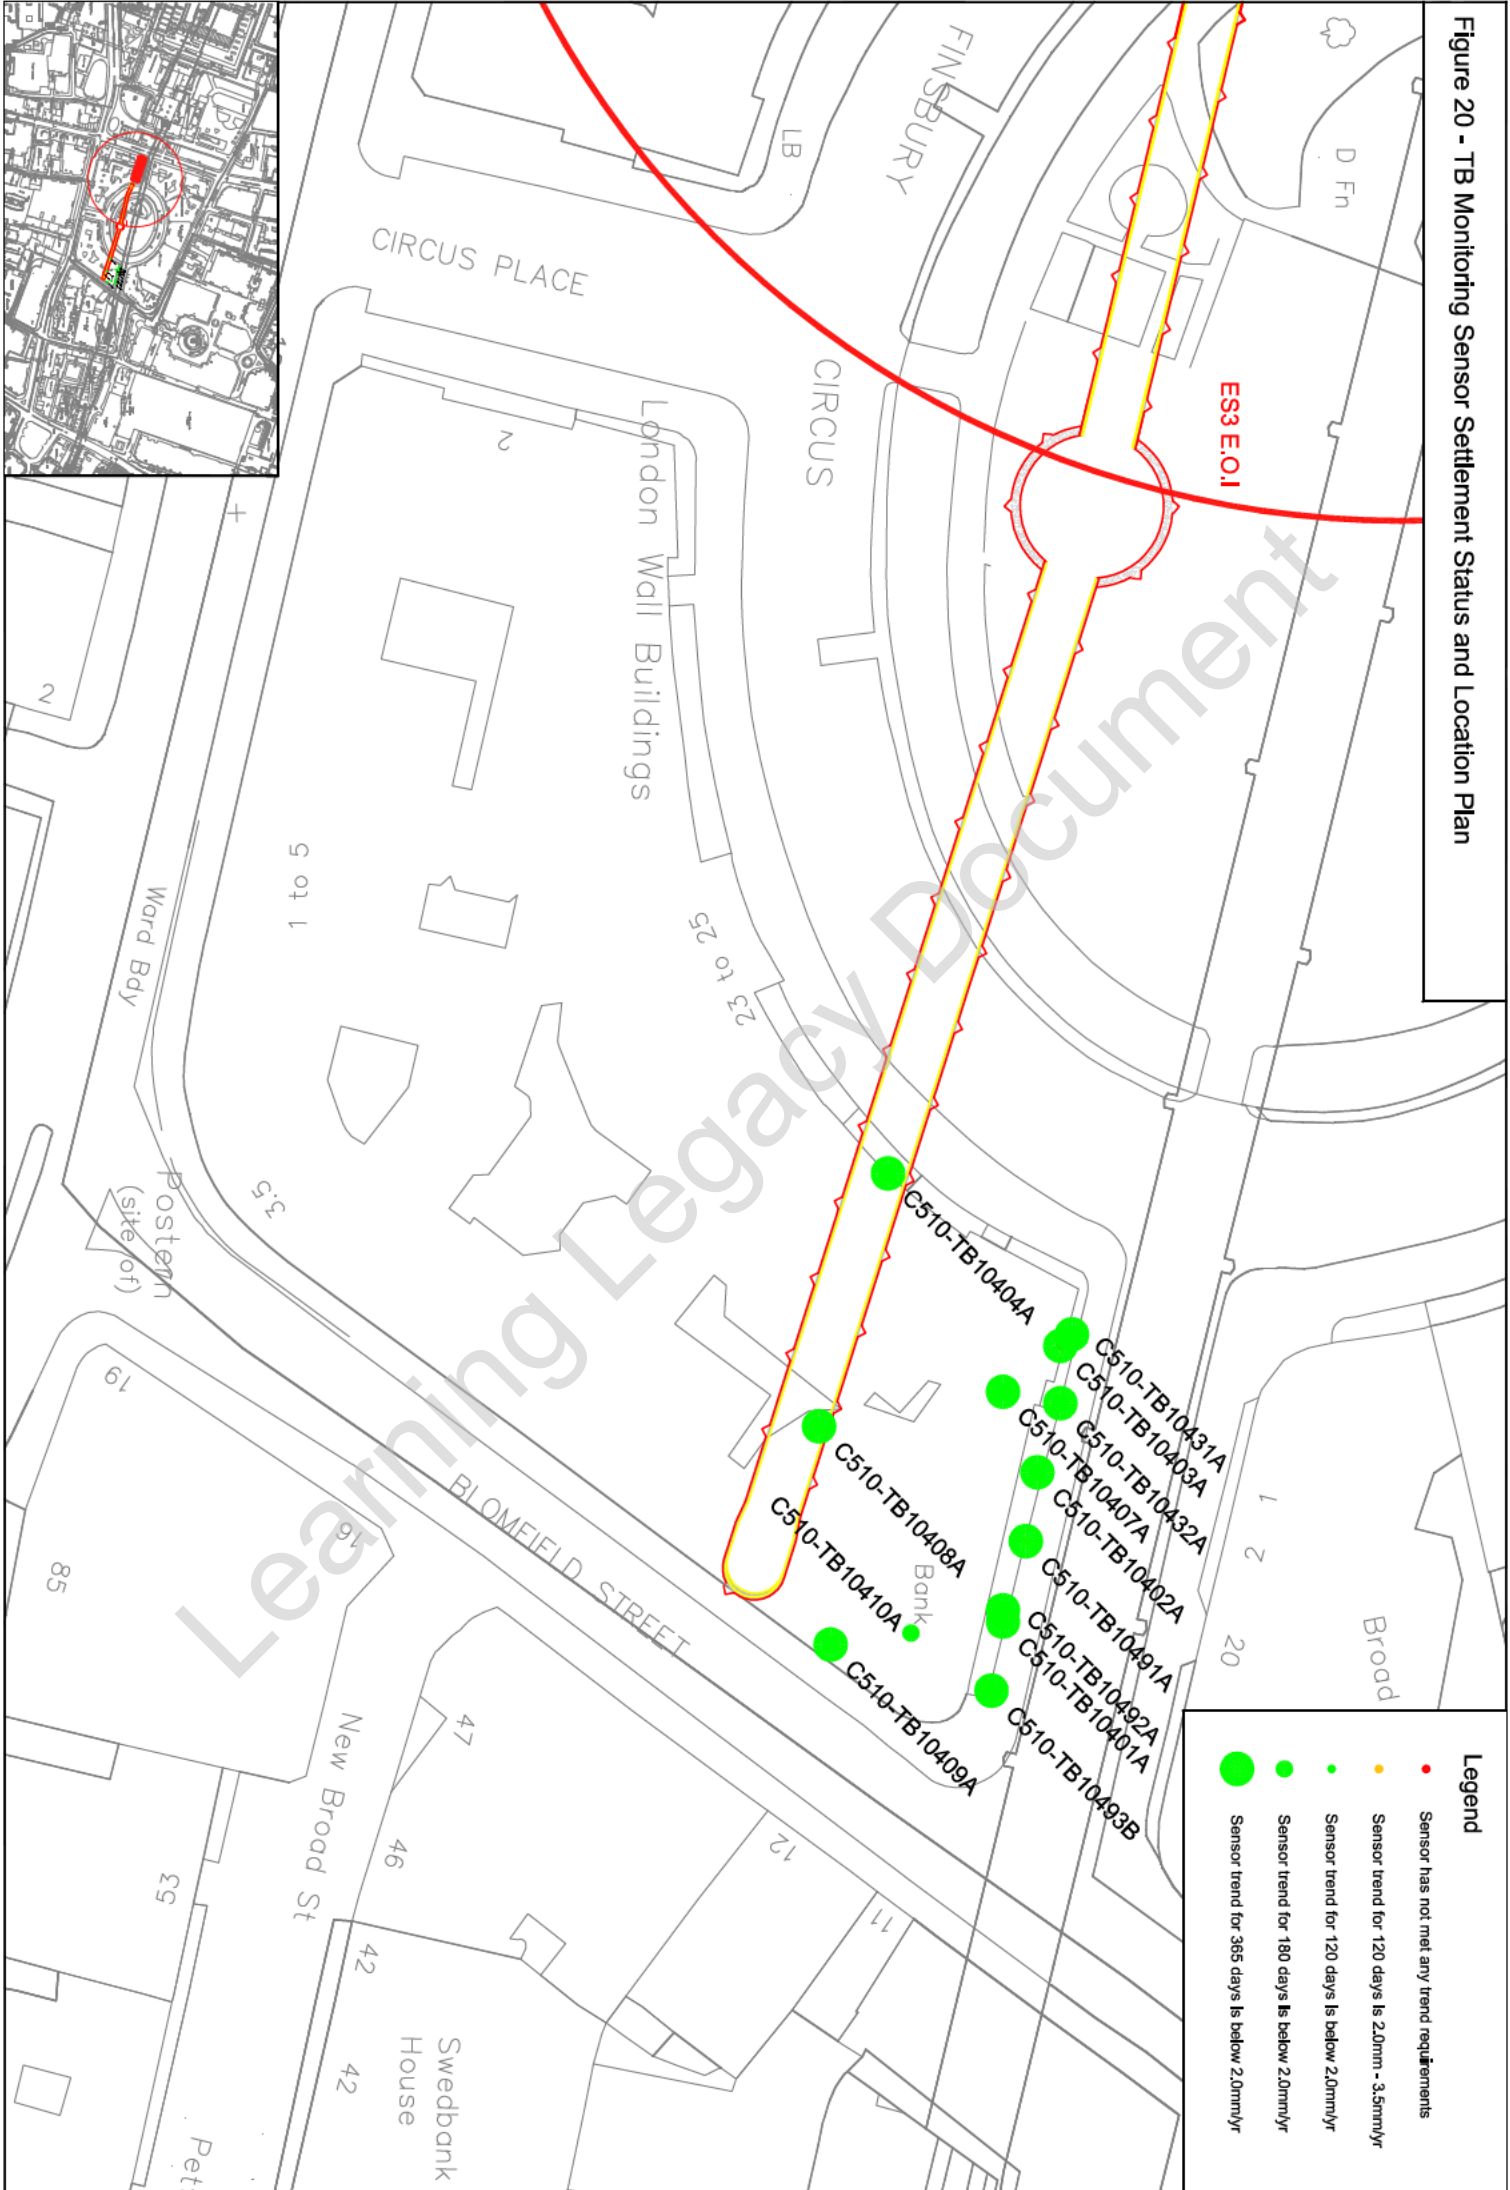 Figure 20 - TB Monitoring Sensor Settlement Status and Location Plan
Legend
Sensor has not met any trend requirements
Sensor trend for 120 days is 2.0mm - 3.5mm/yr
Sensor trend for 120 days is below 2.0mm/yr
Sensor trend for 180 days is below 2.0mm/yr
Sensor trend for 365 days is below 2.0mm/yr
D Fn
ES3 E.O.I
FINSBURY
CIRCUS
LB
CIRCUS PLACE
2
London Wall Buildings
23 to 25
1 to 5
Ward Bdy
Postern
(site of)
3.5
2
C510-TB10404A
C510-TB10431A
C510-TB10403A
C510-TB10432A
C510-TB10407A
C510-TB10402A
C510-TB10491A
C510-TB10492A
C510-TB10401A
C510-TB10493B
C510-TB10408A
C510-TB10410A
C510-TB10409A
Bank
1
2
20
Broad
BLOMFIELD STREET
19
16
85
New Broad St
47
46
53
12
11
42
42
Swedbank
House
Pet
Learning Legacy Document